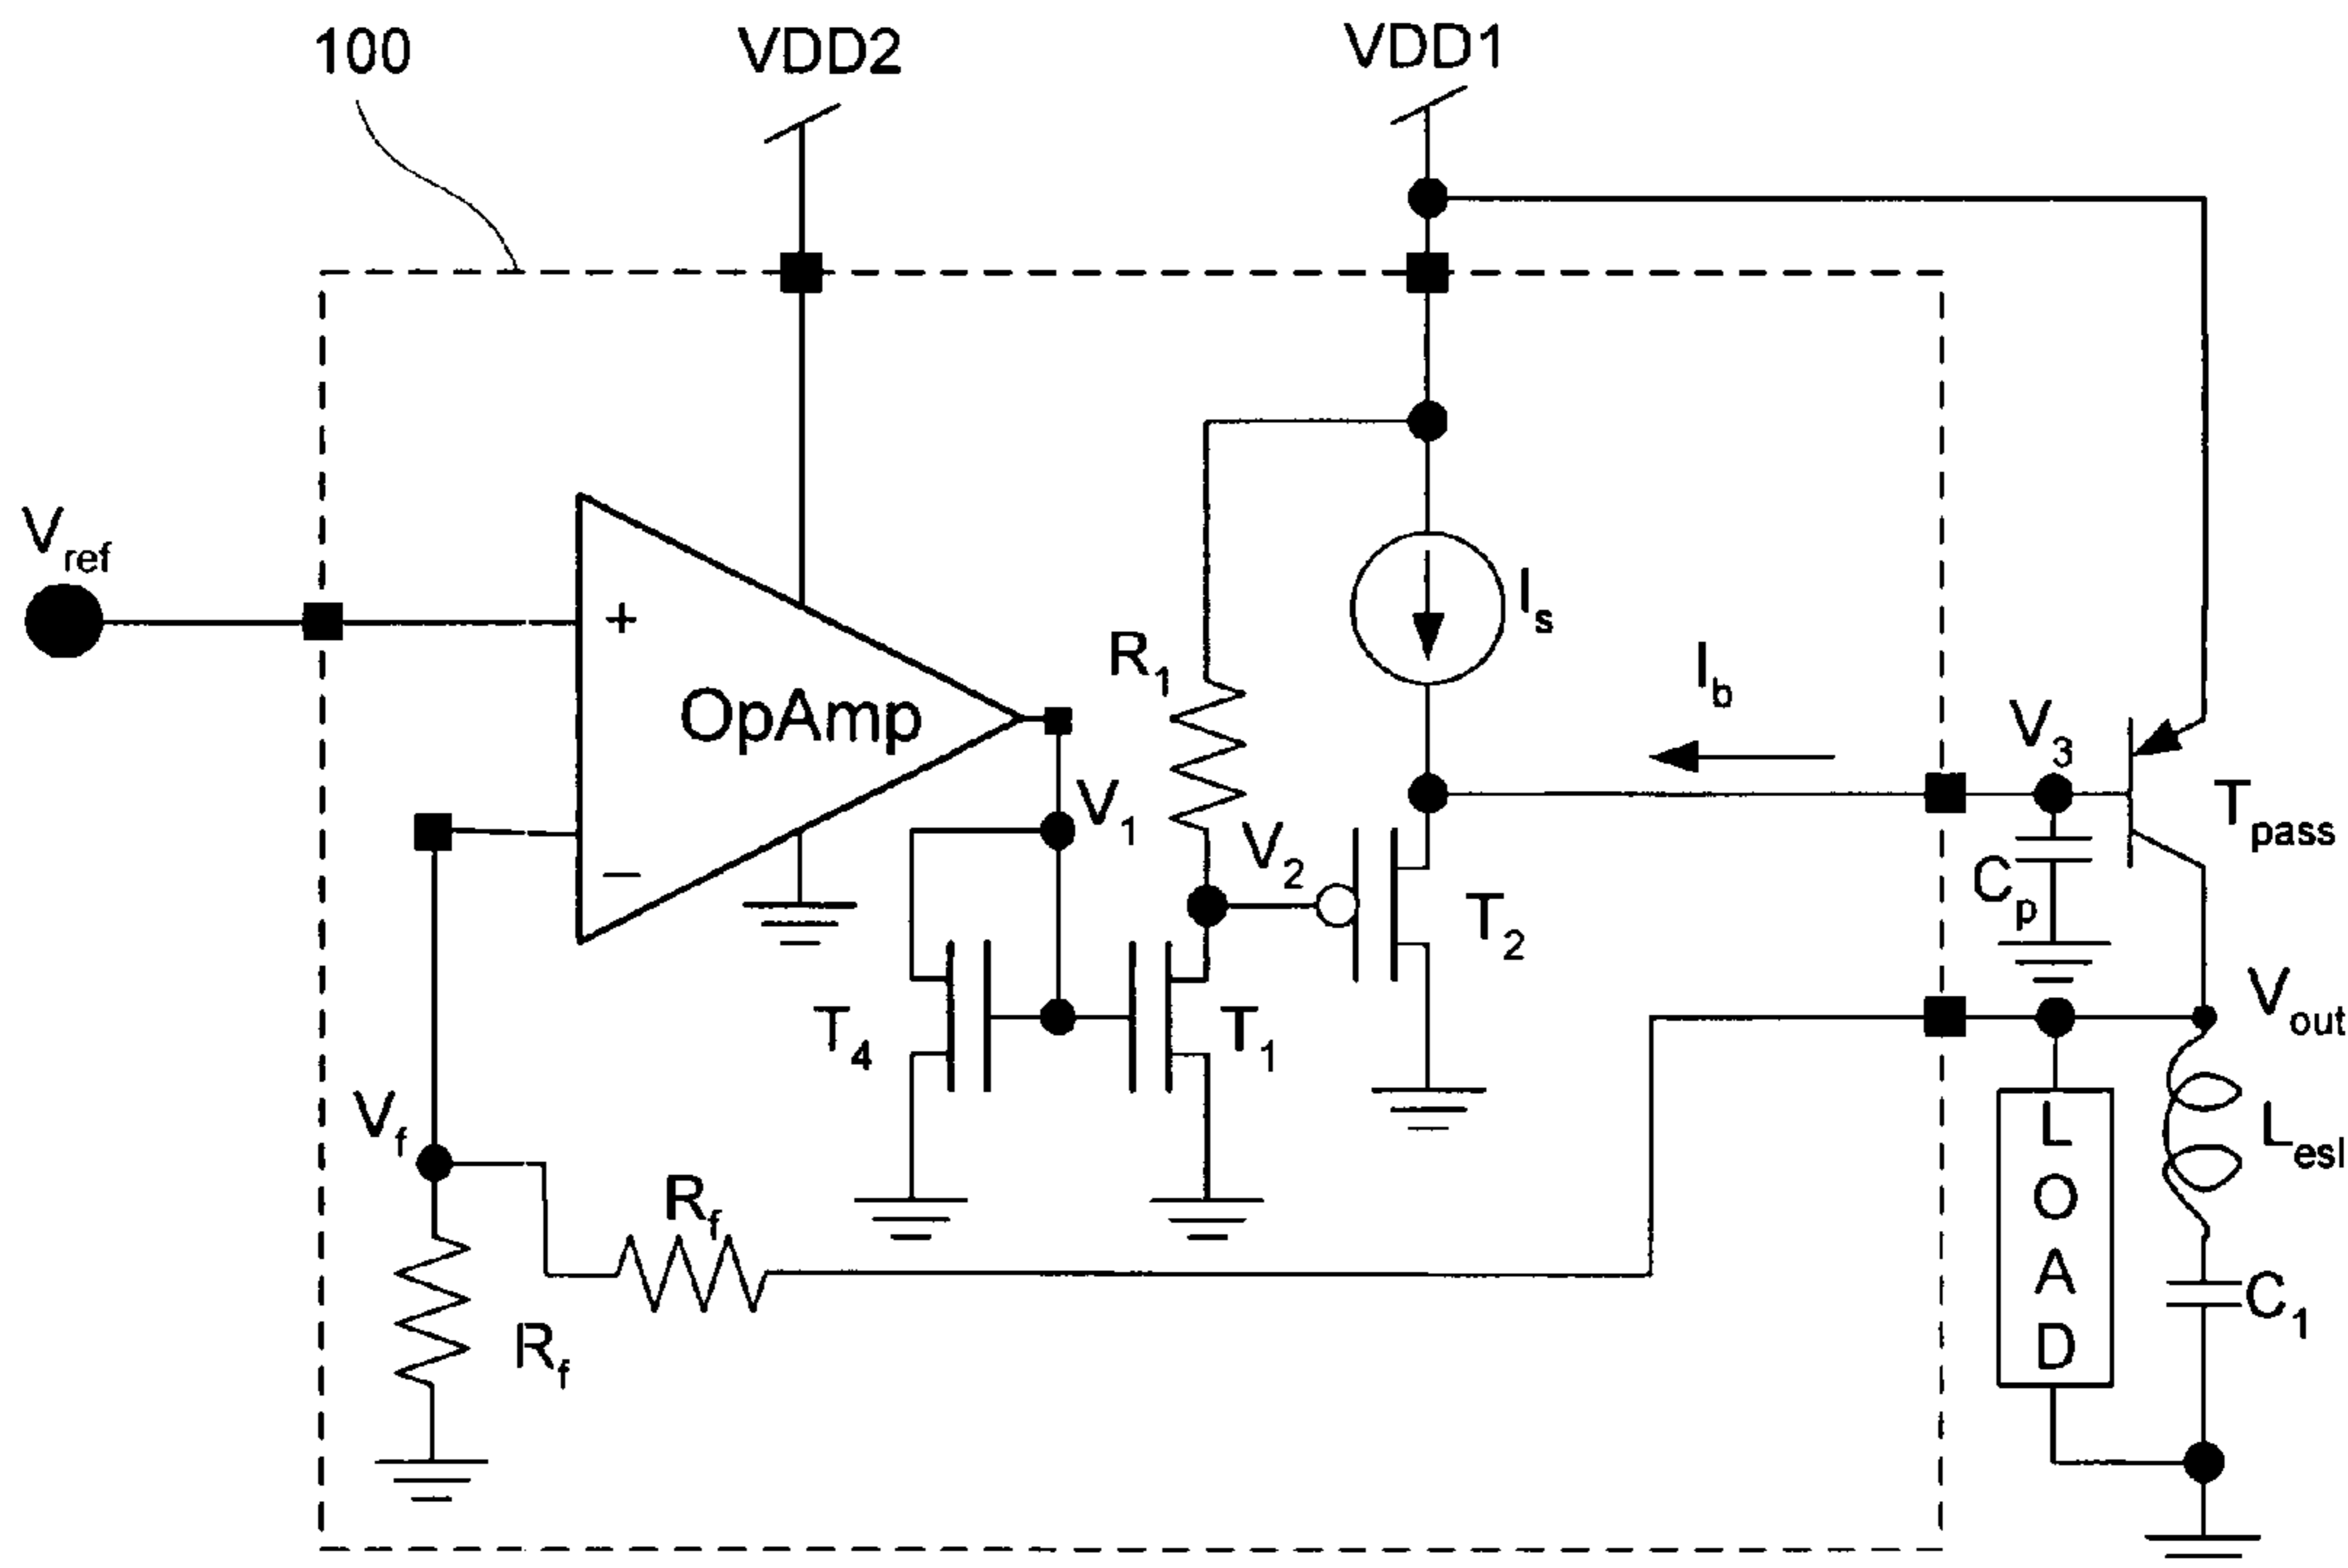 100
VDD2
VDD1
Vref
+
OpAmp
−
R1
Is
Ib
V3
Tpass
Cp
V1
V2
T2
T4
T1
Vout
Vf
Rf
Rf
LOAD
Lesl
C1